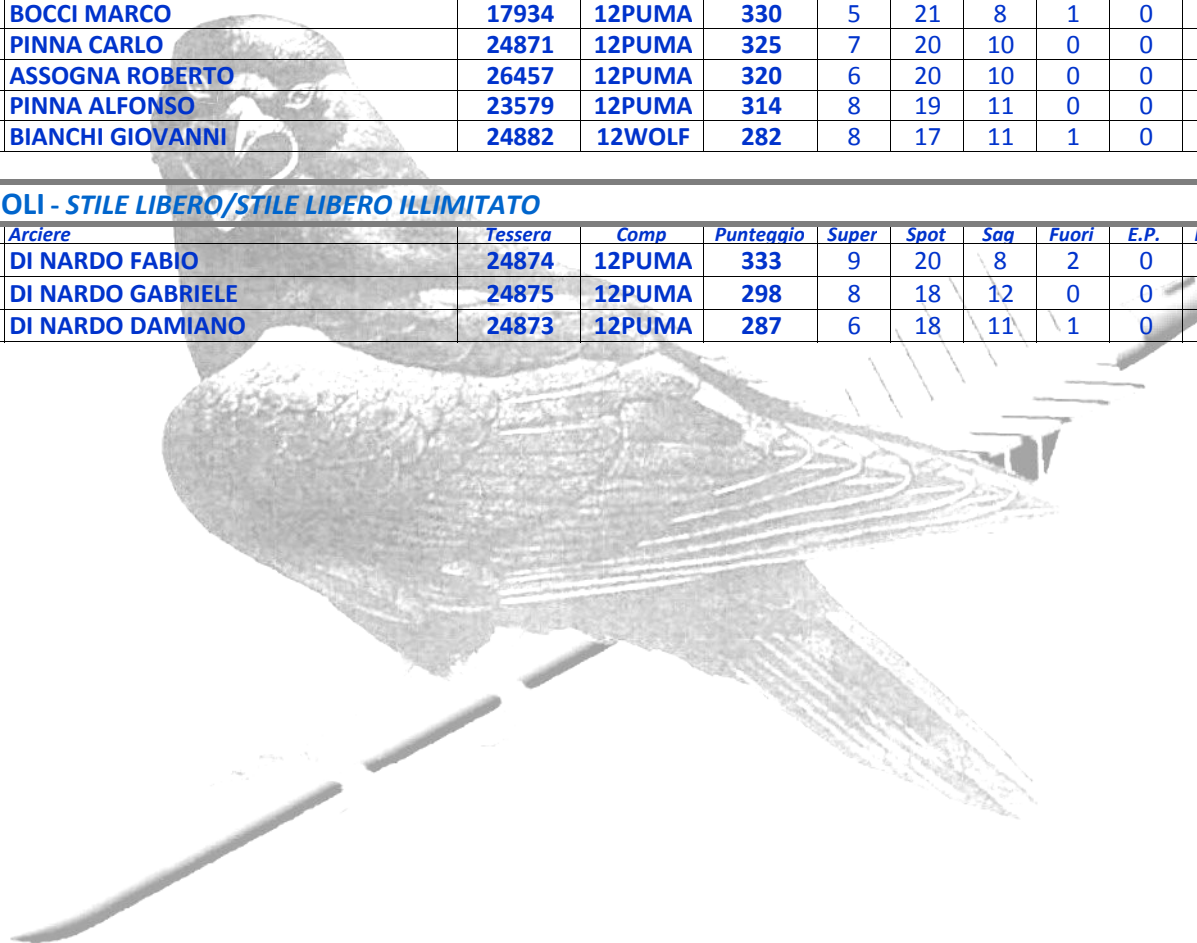 BOCCI MARCO 17934 12PUMA 330 5 21 8 1 0
PINNA CARLO 24871 12PUMA 325 7 20 10 0 0
ASSOGNA ROBERTO 26457 12PUMA 320 6 20 10 0 0
PINNA ALFONSO 23579 12PUMA 314 8 19 11 0 0
BIANCHI GIOVANNI 24882 12WOLF 282 8 17 11 1 0
OLI - STILE LIBERO/STILE LIBERO ILLIMITATO
Arciere Tessera Comp Punteggio Super Spot Sag Fuori E.P.
DI NARDO FABIO 24874 12PUMA 333 9 20 8 2 0
DI NARDO GABRIELE 24875 12PUMA 298 8 18 12 0 0
DI NARDO DAMIANO 24873 12PUMA 287 6 18 11 1 0